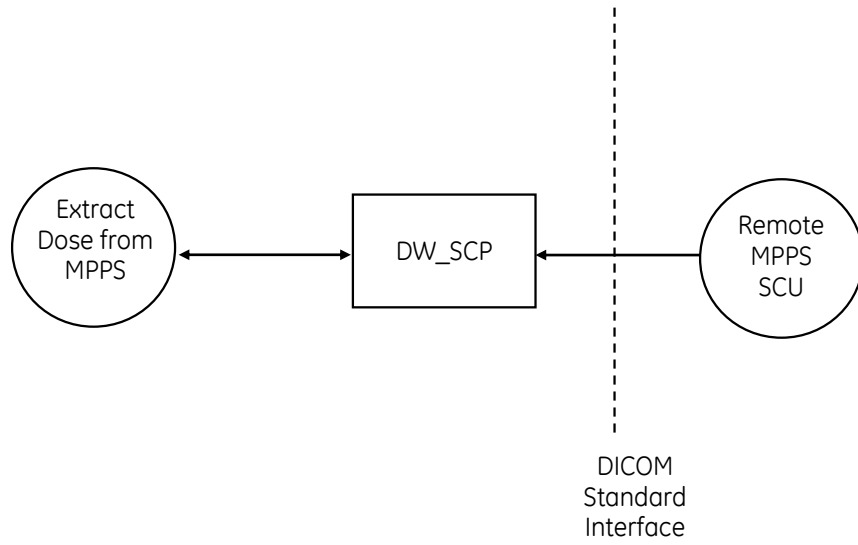 Extract
Dose from
MPPS
DW_SCP
Remote
MPPS
SCU
DICOM
Standard
Interface